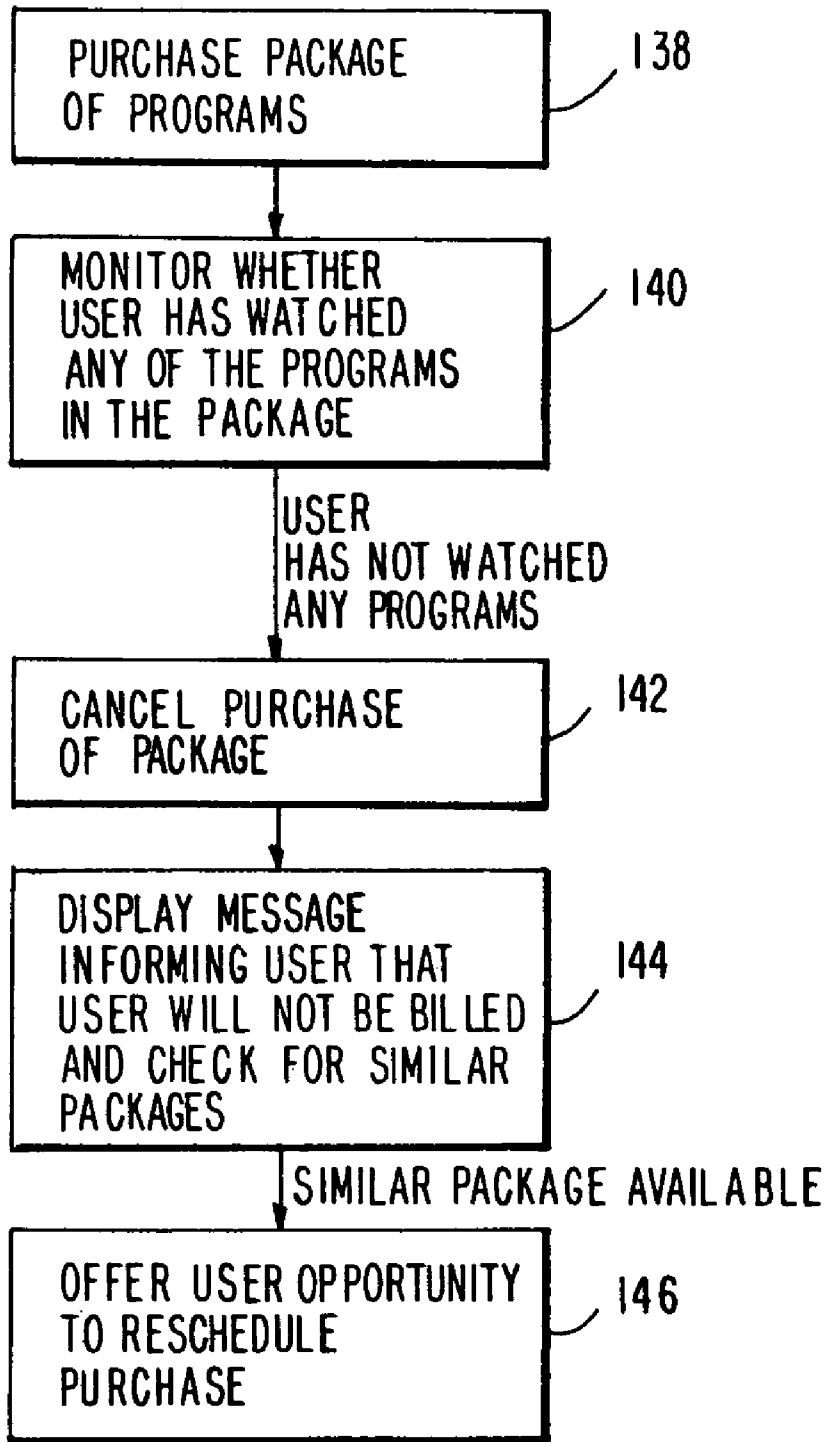 PURCHASE PACKAGE
OF PROGRAMS
138
MONITOR WHETHER
USER HAS WATCHED
ANY OF THE PROGRAMS
IN THE PACKAGE
140
USER
HAS NOT WATCHED
ANY PROGRAMS
CANCEL PURCHASE
OF PACKAGE
142
DISPLAY MESSAGE
INFORMING USER THAT
USER WILL NOT BE BILLED
AND CHECK FOR SIMILAR
PACKAGES
144
SIMILAR PACKAGE AVAILABLE
OFFER USER OPPORTUNITY
TO RESCHEDULE
PURCHASE
146